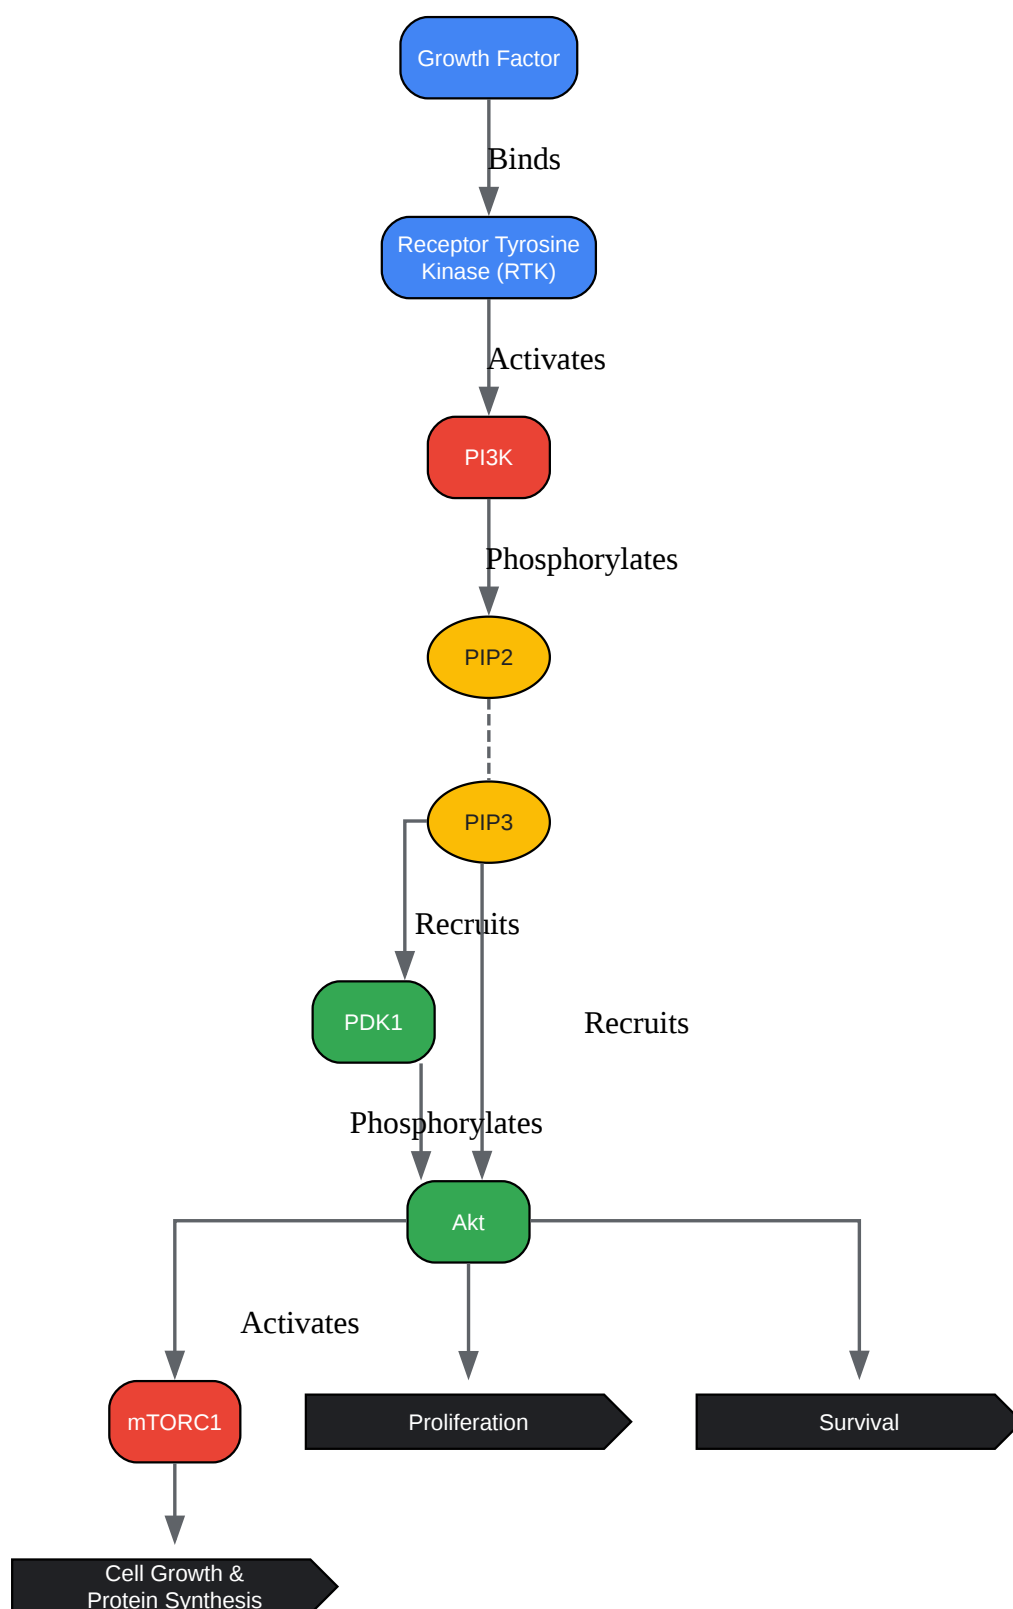 Growth Factor
Binds
Receptor Tyrosine
Kinase (RTK)
Activates
PI3K
Phosphorylates
PIP2
PIP3
Recruits
PDK1
Recruits
Phosphorylates
Akt
Activates
mTORC1
Proliferation
Survival
Cell Growth &
Protein Synthesis